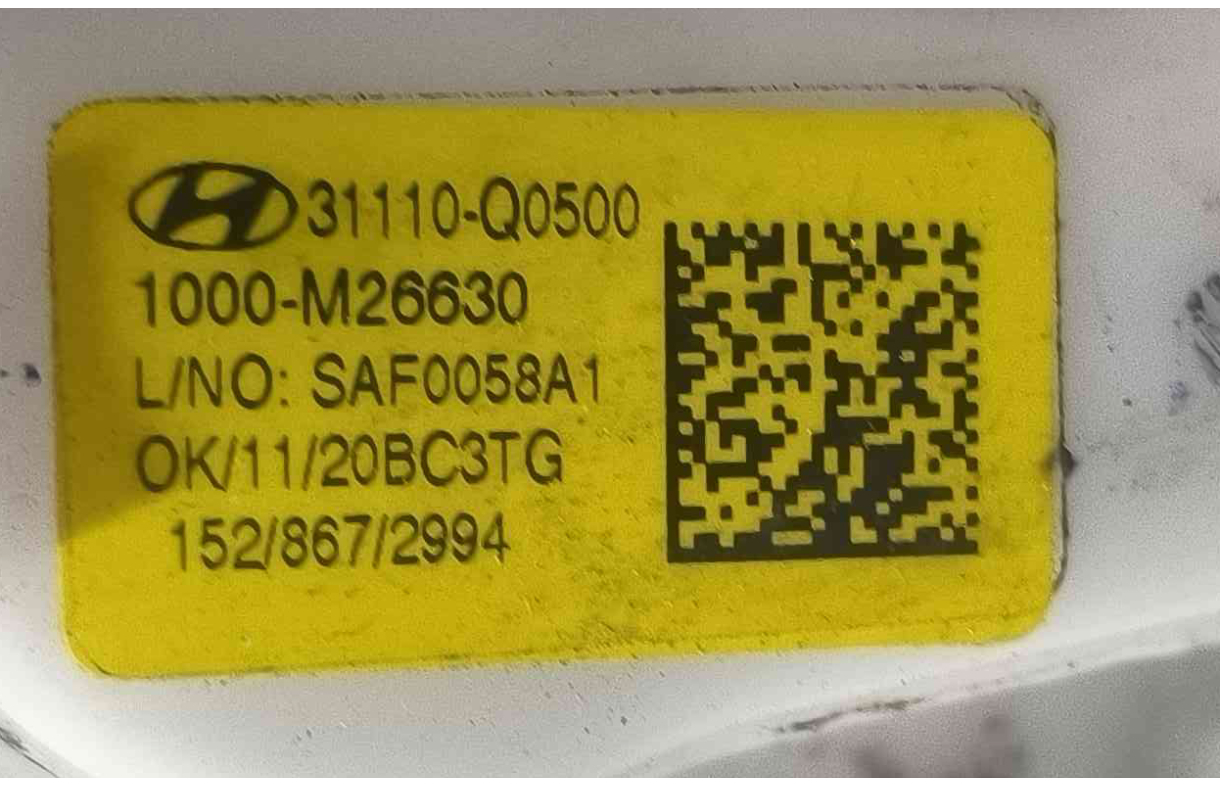 31110-Q0500
1000-M26630
L/NO: SAF0058A1
OK/11/20BC3TG
152/867/2994